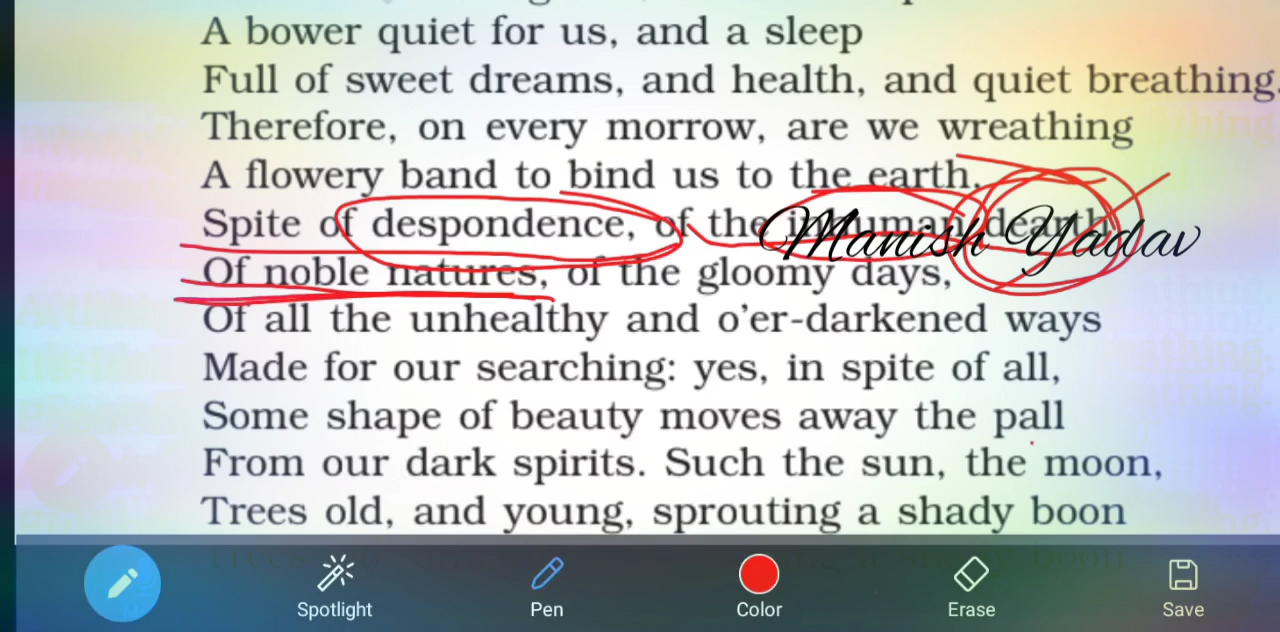 A bower quiet for us, and a sleep
Full of sweet dreams, and health, and quiet breathing.
Therefore, on every morrow, are we wreathing
A flowery band to bind us to the earth,
Spite of despondence, of the inhuman dearth
Manish Yadav
Of noble natures, of the gloomy days,
Of all the unhealthy and o'er-darkened ways
Made for our searching: yes, in spite of all,
Some shape of beauty moves away the pall
From our dark spirits. Such the sun, the moon,
Trees old, and young, sprouting a shady boon
Spotlight Pen Color Erase Save